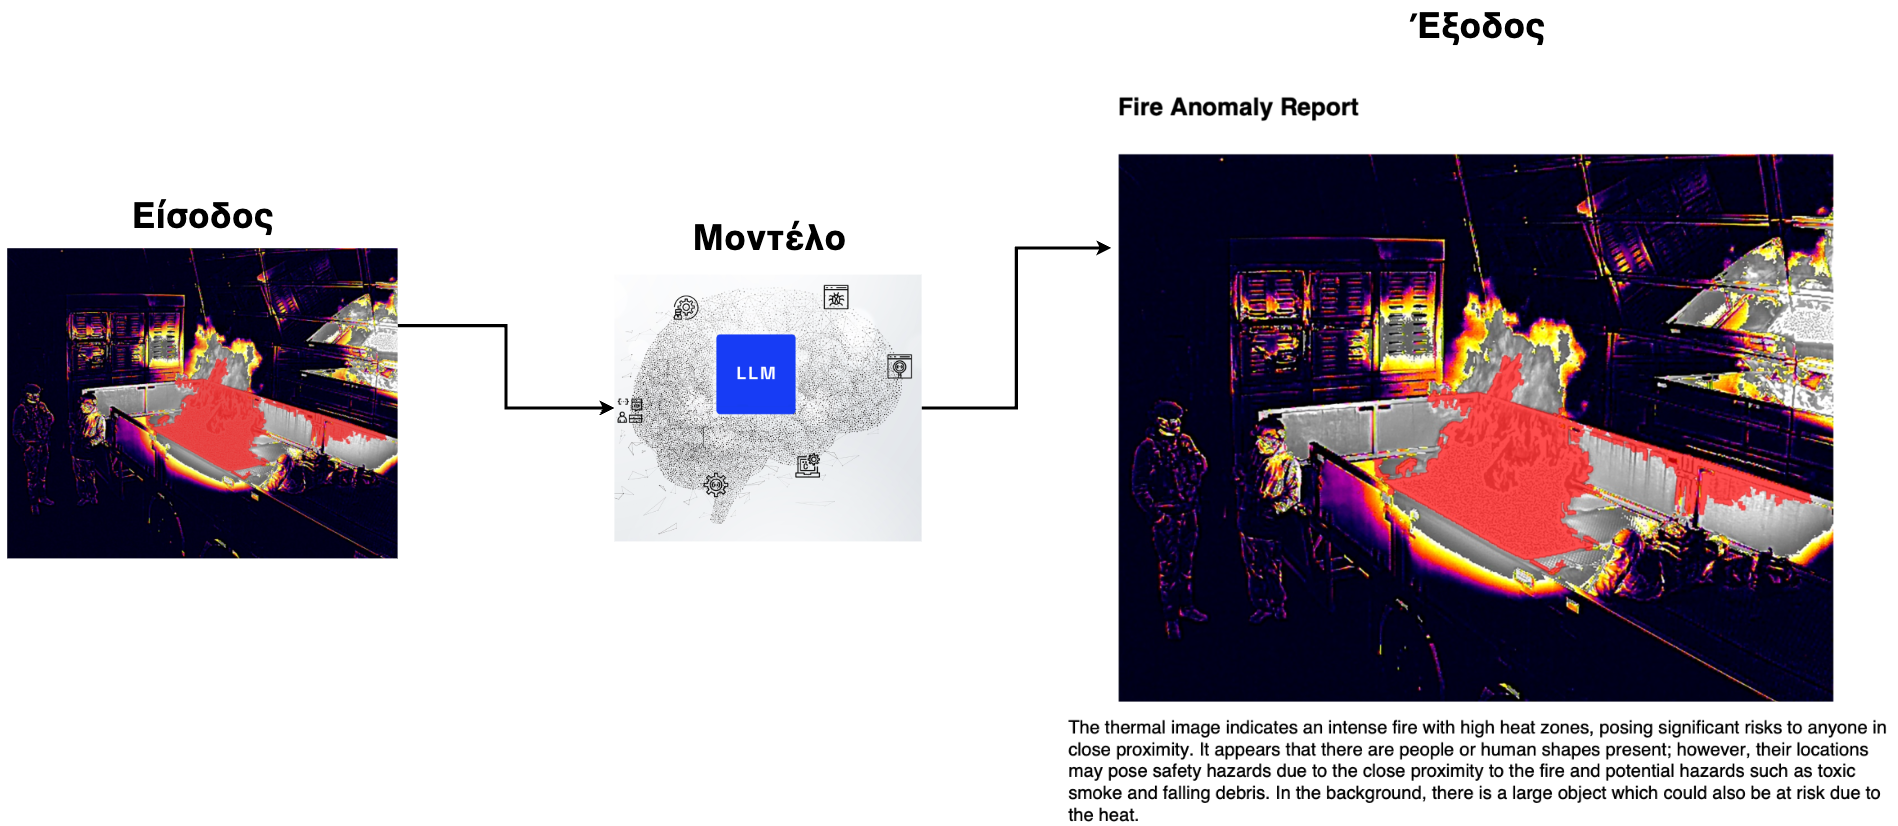 Είσοδος
Μοντέλο
LLM
Έξοδος
Fire Anomaly Report
The thermal image indicates an intense fire with high heat zones, posing significant risks to anyone in
close proximity. It appears that there are people or human shapes present; however, their locations
may pose safety hazards due to the close proximity to the fire and potential hazards such as toxic
smoke and falling debris. In the background, there is a large object which could also be at risk due to
the heat.